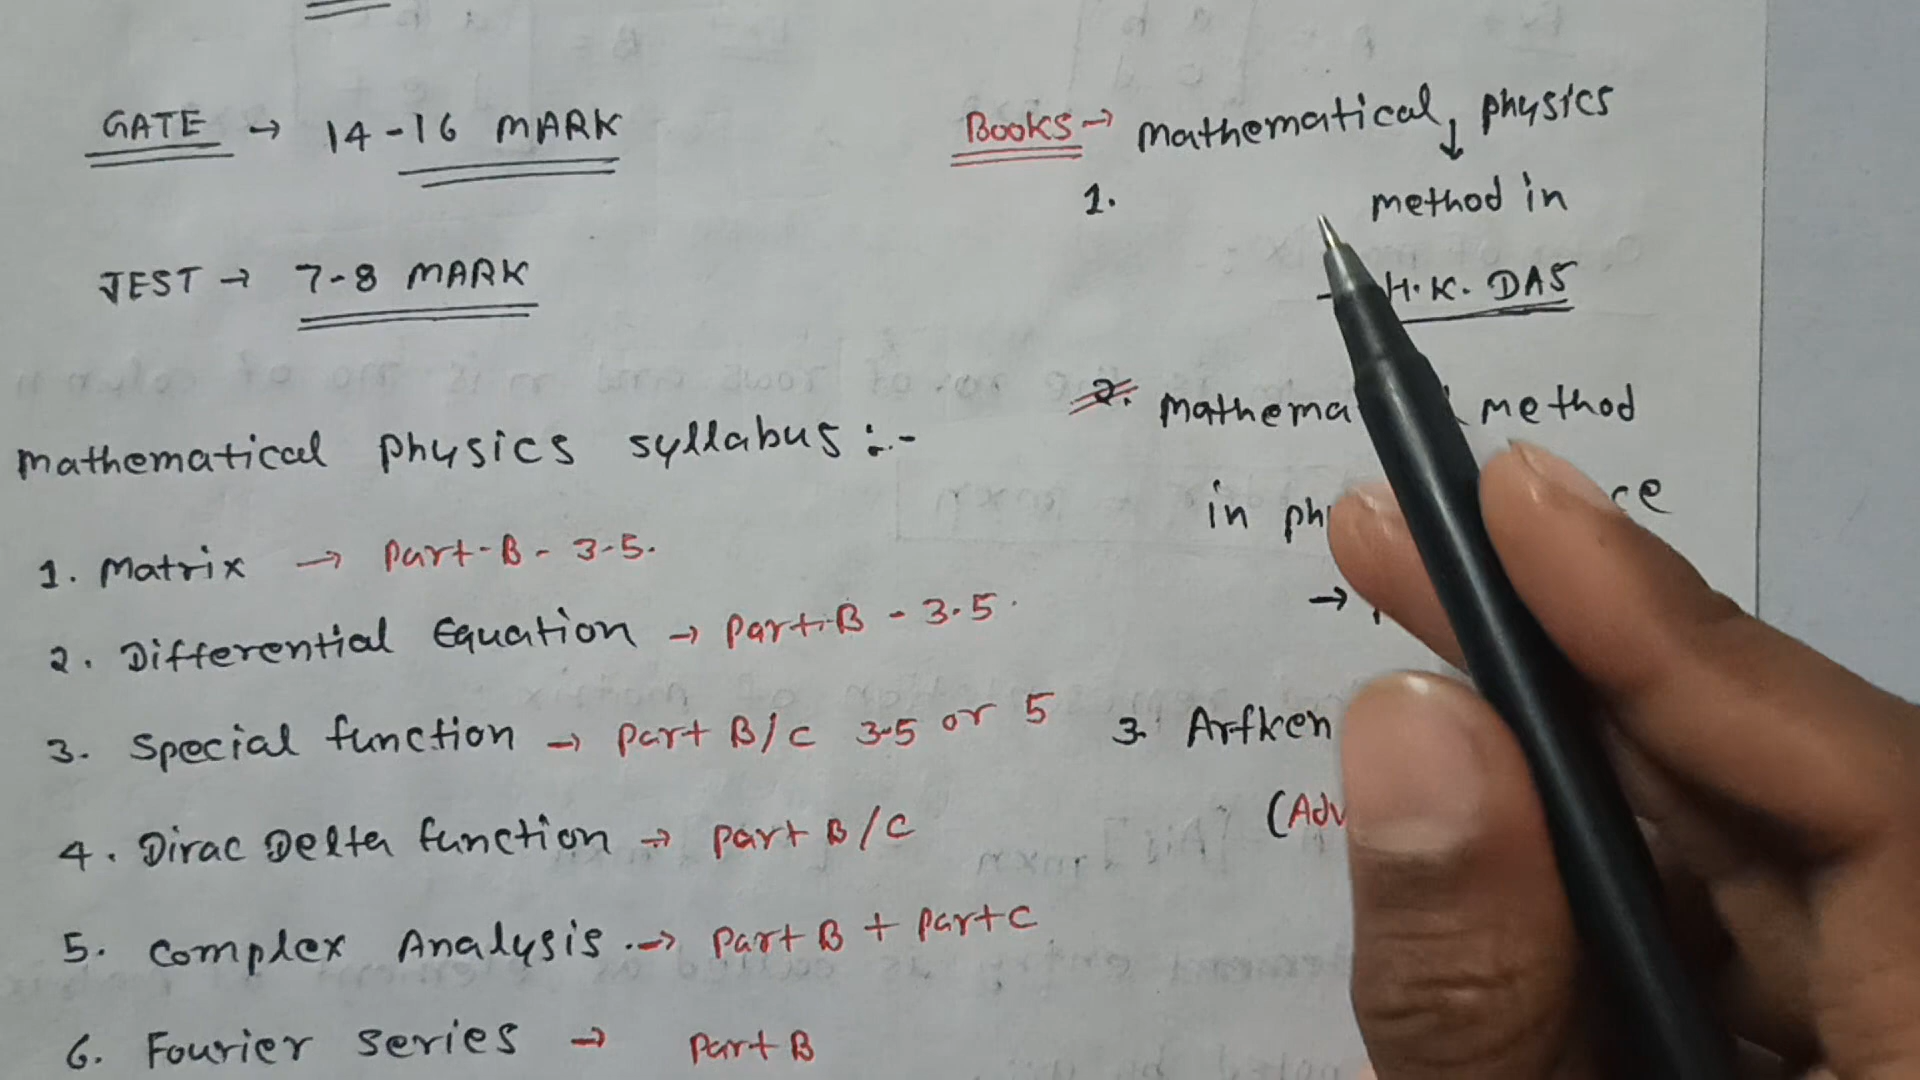 GATE → 14-16 MARK
JEST → 7-8 MARK
Mathematical physics syllabus :-
1. Matrix → Part-B - 3.5.
2. Differential Equation → Part-B - 3.5.
3. Special function → Part B/C 3.5 or 5
4. Dirac Delta function → Part B/C
5. Complex Analysis → Part B + Part C
6. Fourier series → Part B
Books → Mathematical, physics
↓
1. method in
H.K. DAS
2. Mathema method
in
→
3. Arfken